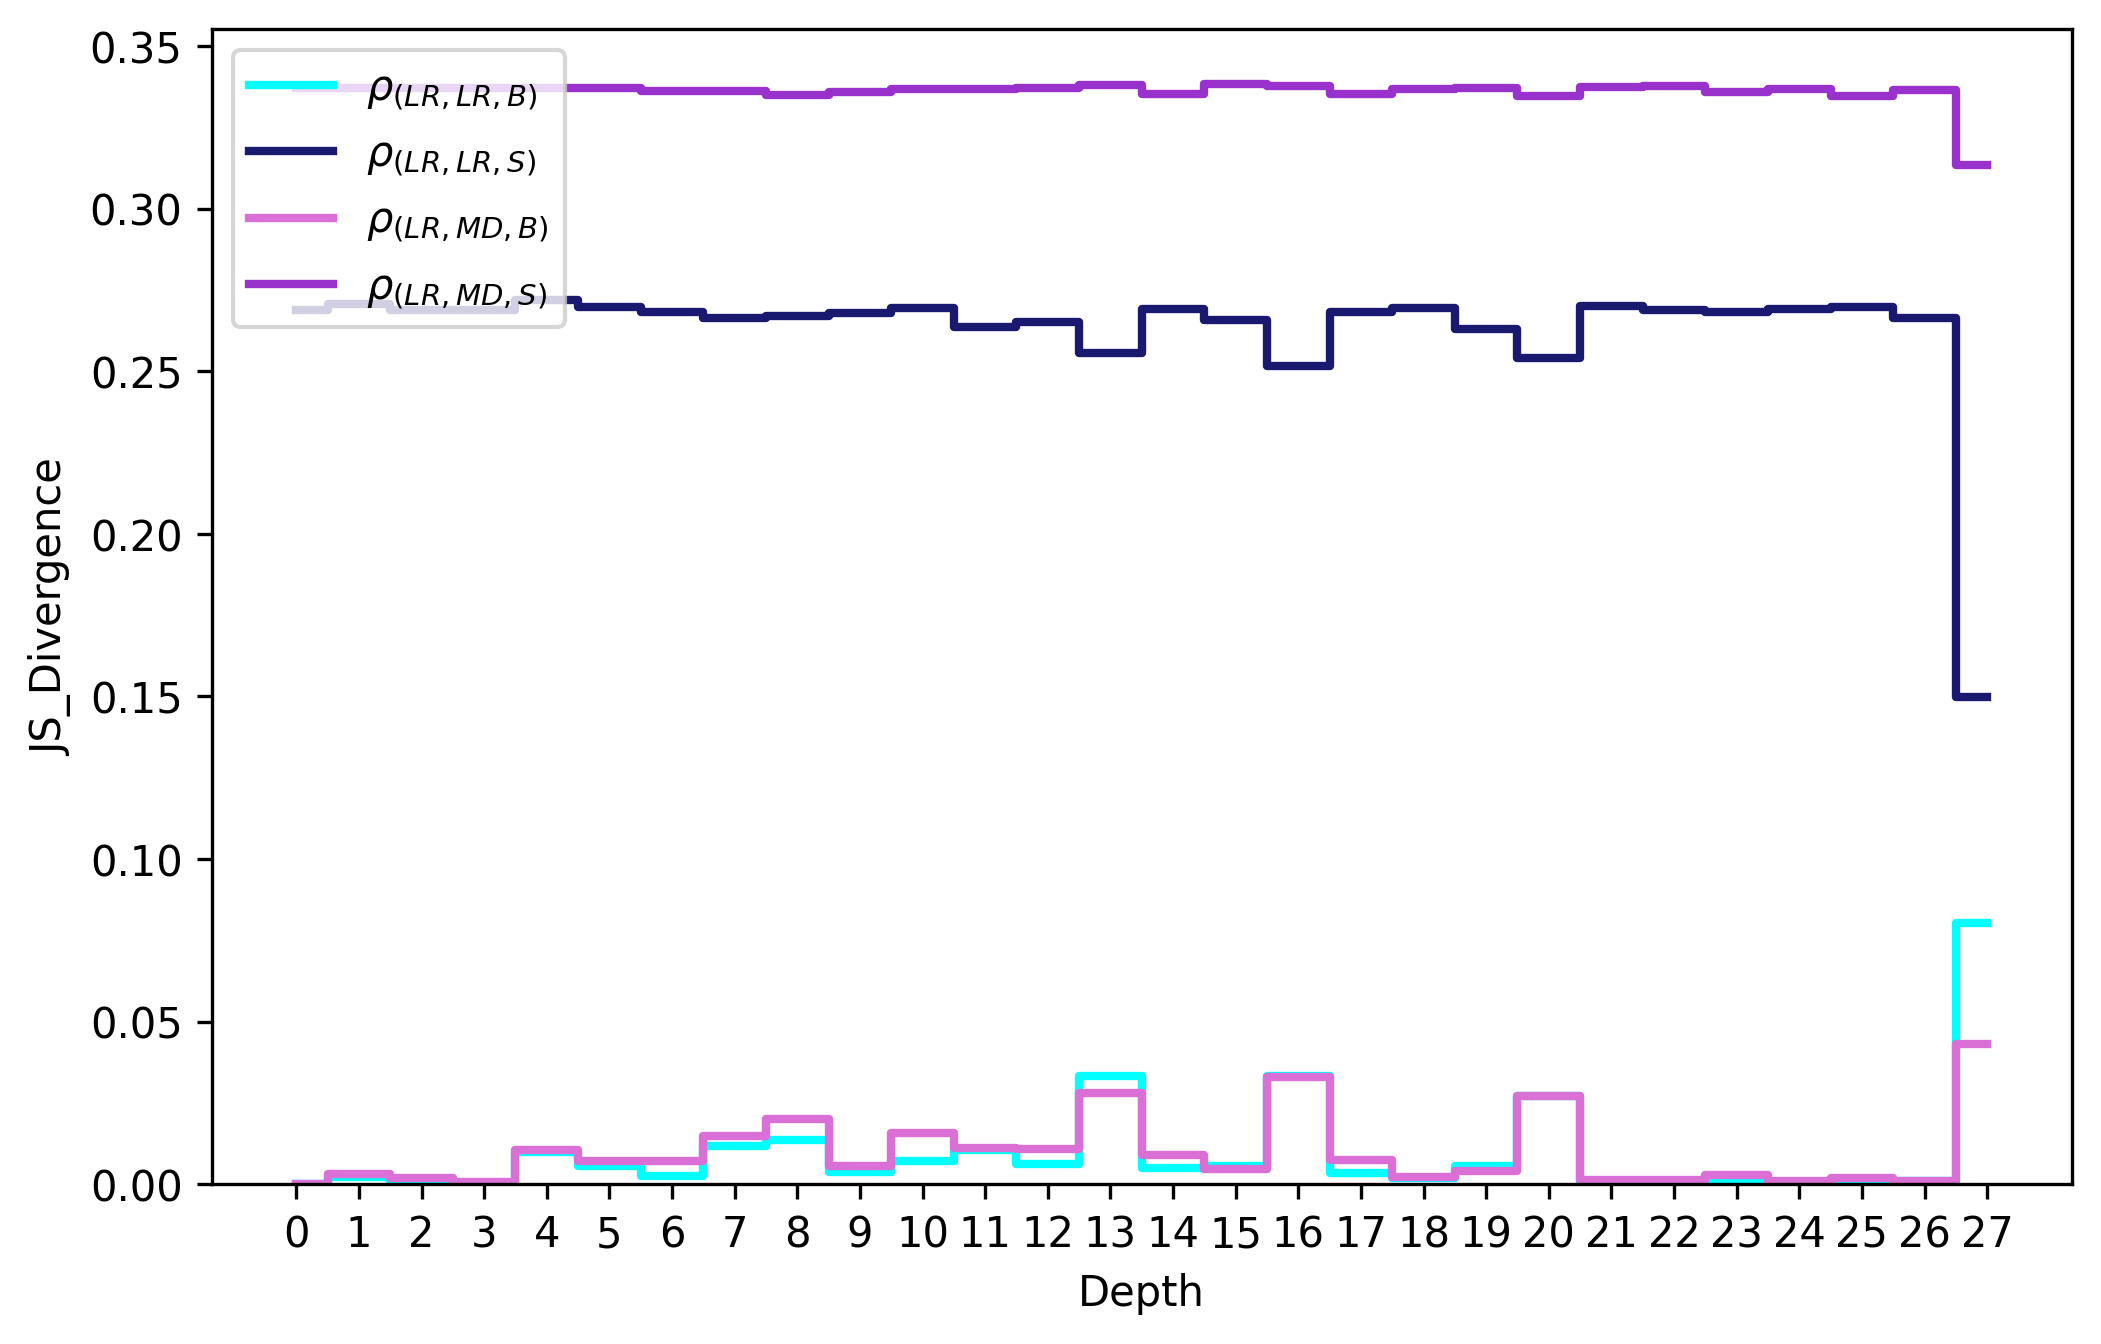 0.35
0.30
0.25
0.20
0.15
0.10
0.05
0.00
JS_Divergence
ρ(LR, LR, B)
ρ(LR, LR, S)
ρ(LR, MD, B)
ρ(LR, MD, S)
0 1 2 3 4 5 6 7 8 9 10 11 12 13 14 15 16 17 18 19 20 21 22 23 24 25 26 27
Depth